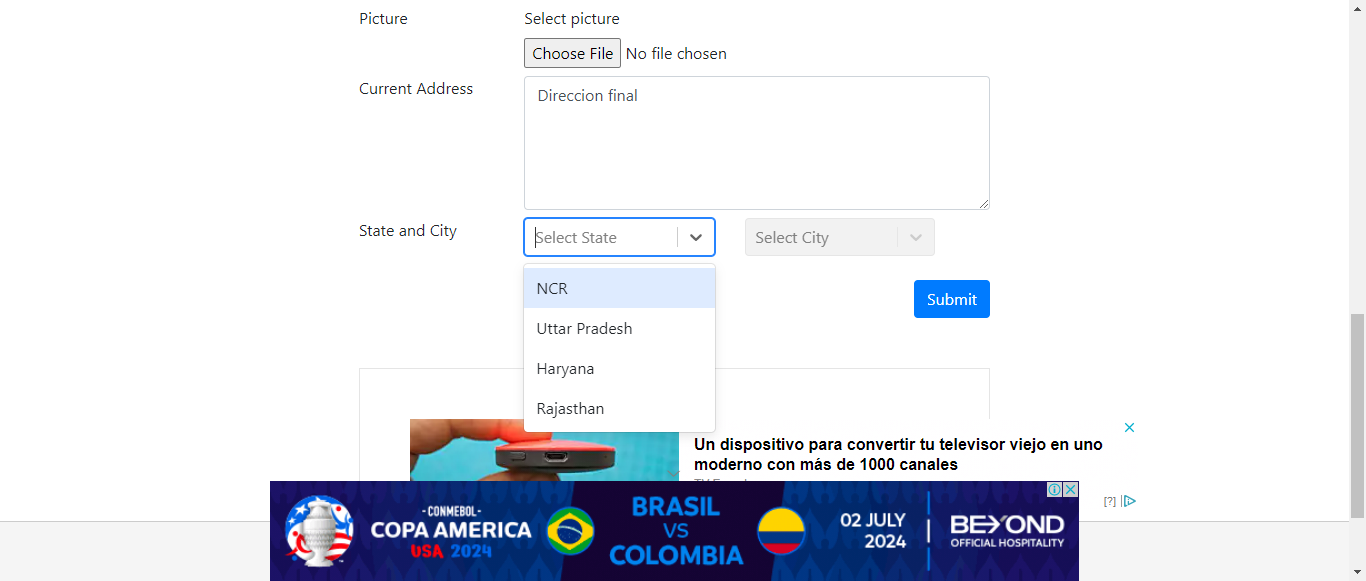 Picture
Select picture
Choose File No file chosen
Current Address
Direccion final
State and City
Select State
Select City
NCR
Uttar Pradesh
Haryana
Rajasthan
Submit
Un dispositivo para convertir tu televisor viejo en uno
moderno con más de 1000 canales
[?]
- CONMEBOL -
COPA AMERICA
USA 2024
BRASIL
VS
COLOMBIA
02 JULY
2024
BEYOND
OFFICIAL HOSPITALITY